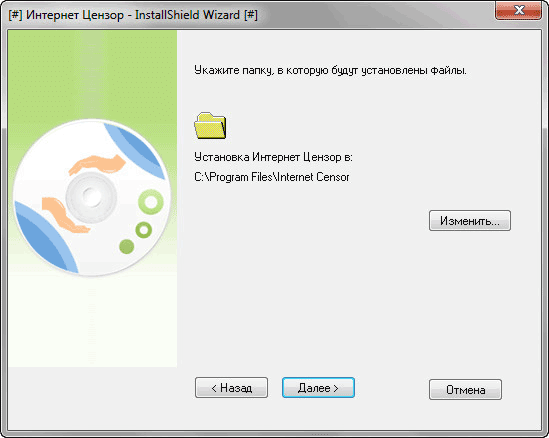 [#] Интернет Цензор - InstallShield Wizard [#]
Укажите папку, в которую будут установлены файлы.
Установка Интернет Цензор в:
C:\Program Files\Internet Censor
Изменить...
< Назад
Далее >
Отмена